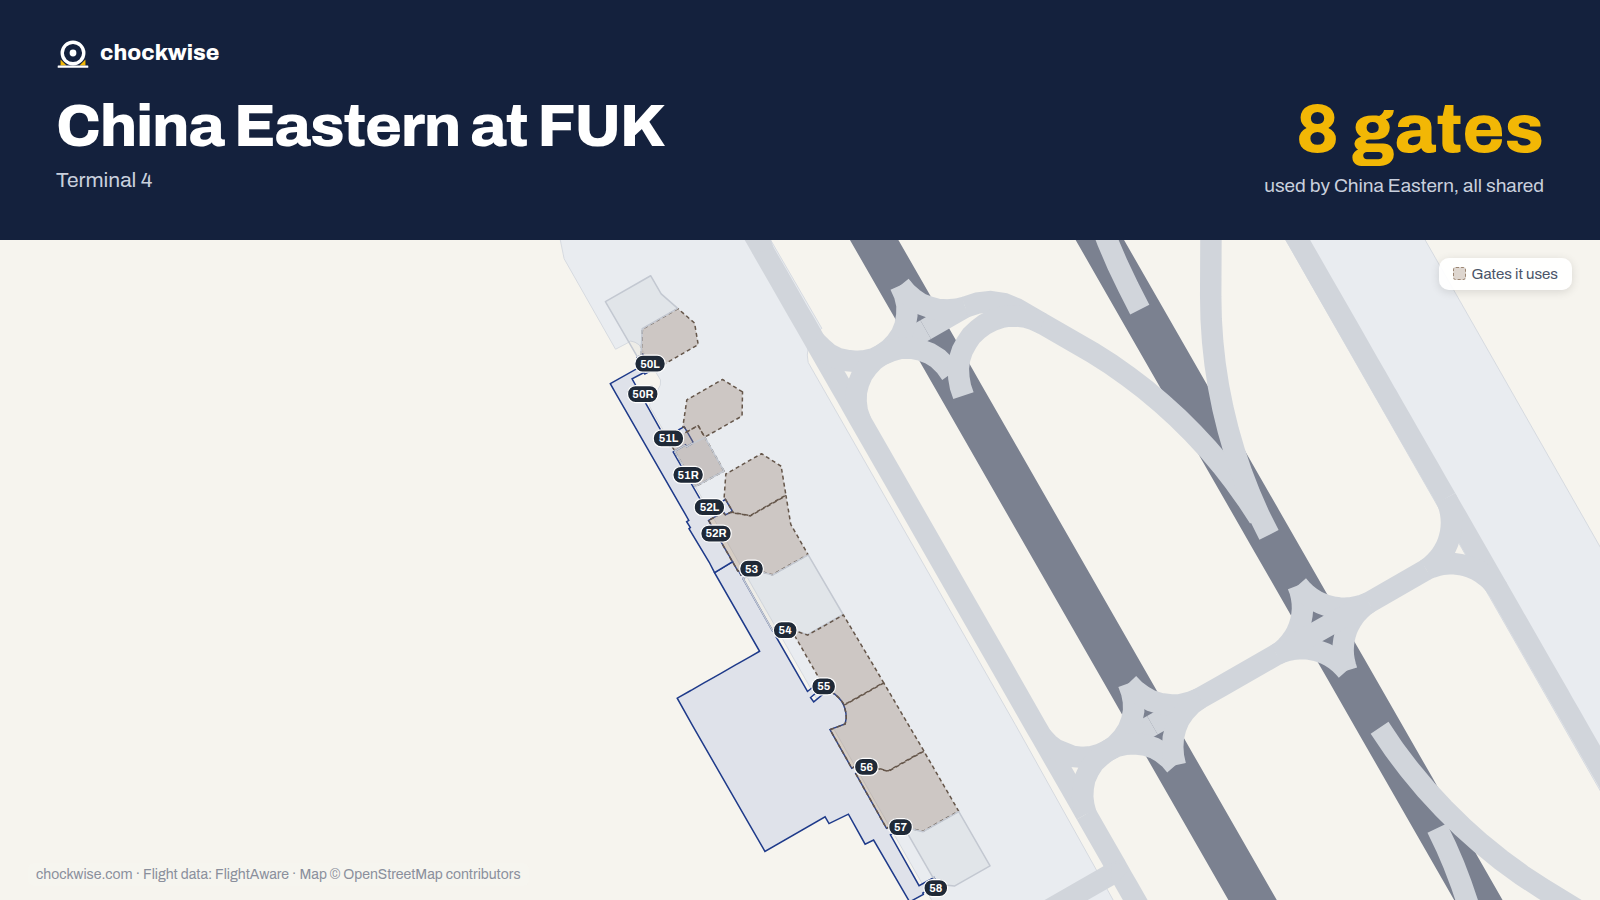 chockwise
China Eastern at FUK
Terminal 4
8 gates
used by China Eastern, all shared
Gates it uses
50L
50R
51L
51R
52L
52R
53
54
55
56
57
58
chockwise.com · Flight data: FlightAware · Map © OpenStreetMap contributors